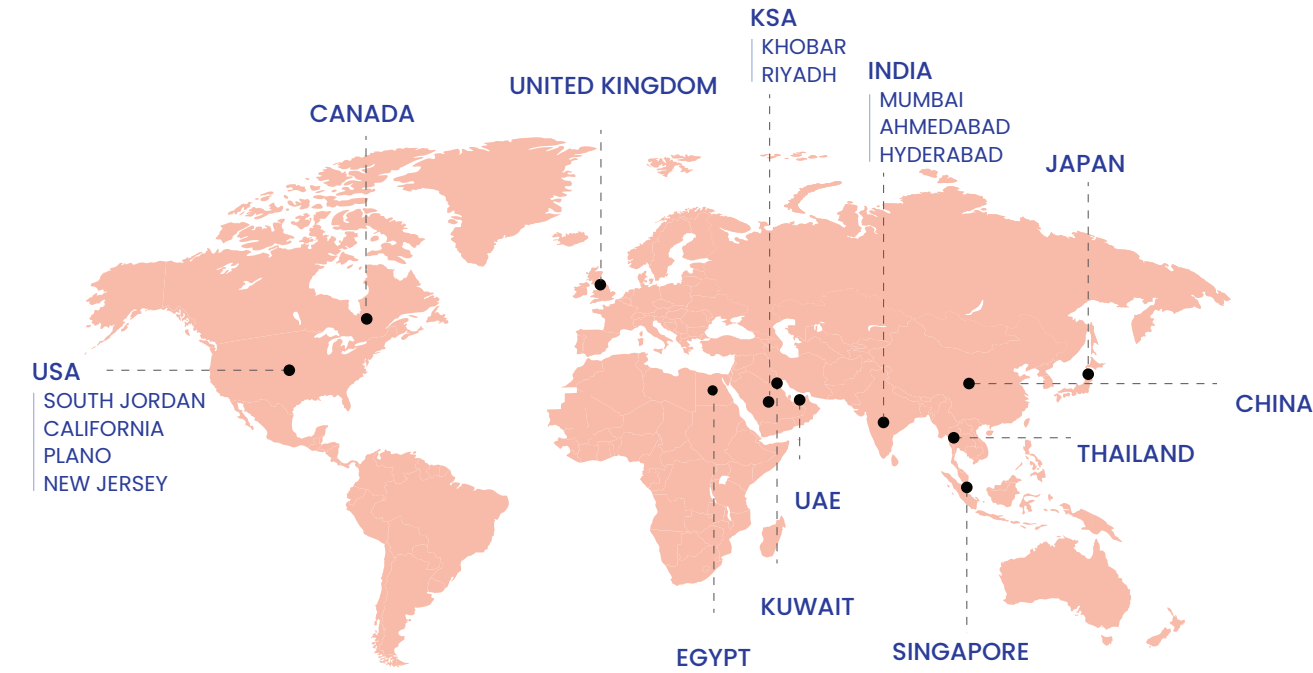 KSA
KHOBAR
RIYADH
INDIA
MUMBAI
AHMEDABAD
HYDERABAD
UNITED KINGDOM
CANADA
JAPAN
USA
SOUTH JORDAN
CALIFORNIA
PLANO
NEW JERSEY
CHINA
THAILAND
UAE
KUWAIT
EGYPT
SINGAPORE